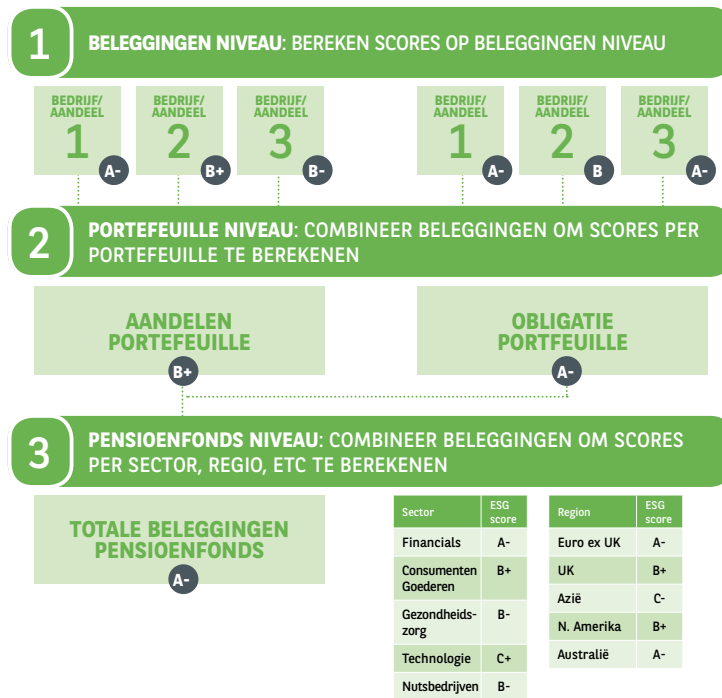 1
BELEGGINGEN NIVEAU: BEREKEN SCORES OP BELEGGINGEN NIVEAU
BEDRIJF/
AANDEEL
1
A-
BEDRIJF/
AANDEEL
2
B+
BEDRIJF/
AANDEEL
3
B-
BEDRIJF/
AANDEEL
1
A-
BEDRIJF/
AANDEEL
2
B
BEDRIJF/
AANDEEL
3
A-
2
PORTEFEUILLE NIVEAU: COMBINEER BELEGGINGEN OM SCORES PER
PORTEFEUILLE TE BEREKENEN
AANDELEN
PORTEFEUILLE
B+
OBLIGATIE
PORTFEUILLE
A-
3
PENSIOENFONDS NIVEAU: COMBINEER BELEGGINGEN OM SCORES
PER SECTOR, REGIO, ETC TE BEREKENEN
TOTALE BELEGGINGEN
PENSIOENFONDS
A-
Sector ESG
score
Financials A-
Consumenten B+
Goederen
Gezondheids- B-
zorg
Technologie C+
Nutsbedrijven B-
Region ESG
score
Euro ex UK A-
UK B+
Azië C-
N. Amerika B+
Australië A-